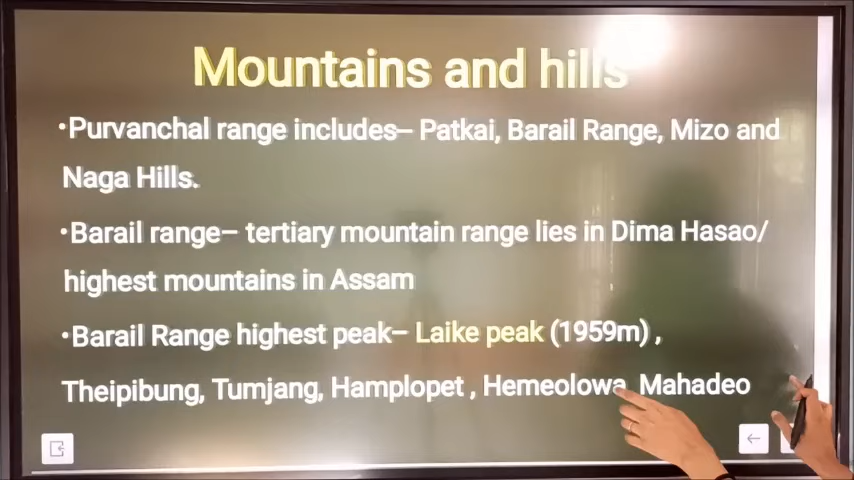 Mountains and hills
•Purvanchal range includes– Patkai, Barail Range, Mizo and
Naga Hills.
•Barail range– tertiary mountain range lies in Dima Hasao/
highest mountains in Assam
•Barail Range highest peak– Laike peak (1959m) ,
Theipibung, Tumjang, Hamplopet , Hemeolowa, Mahadeo